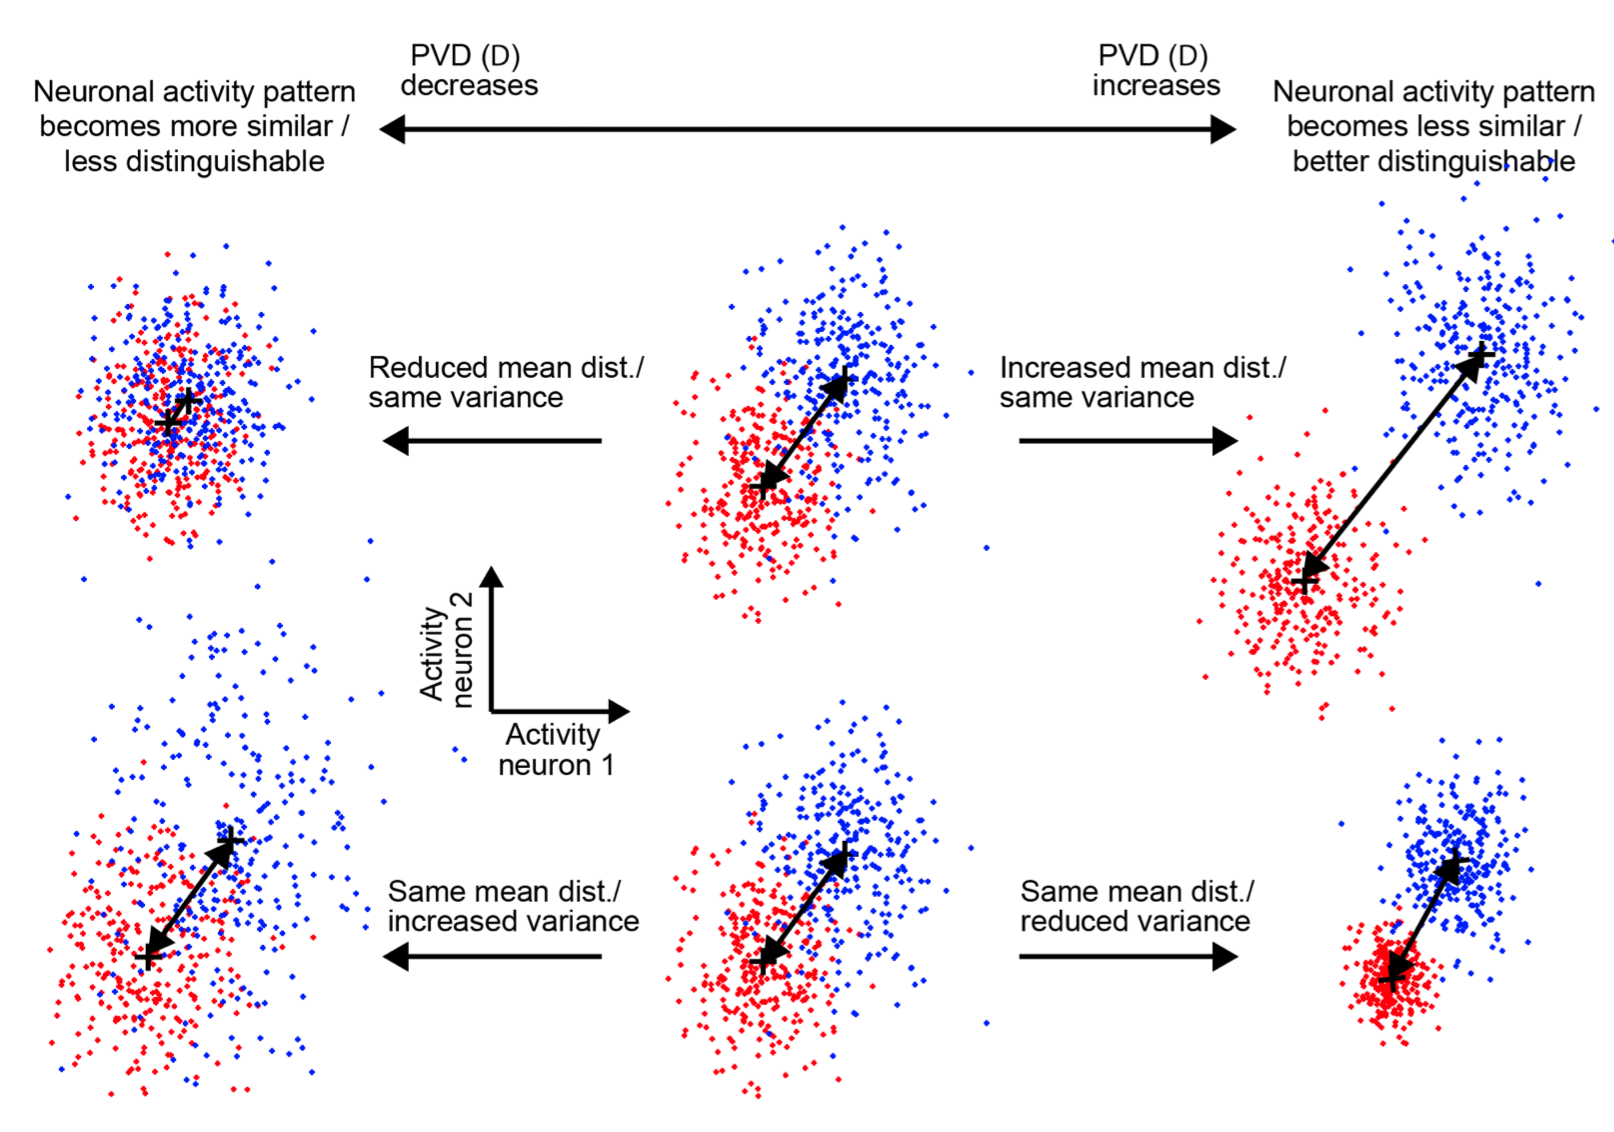 PVD (D)
decreases
PVD (D)
increases
Neuronal activity pattern
becomes more similar /
less distinguishable
Neuronal activity pattern
becomes less similar /
better distinguishable
Reduced mean dist./
same variance
Increased mean dist./
same variance
Activity
neuron 2
Activity
neuron 1
Same mean dist./
increased variance
Same mean dist./
reduced variance